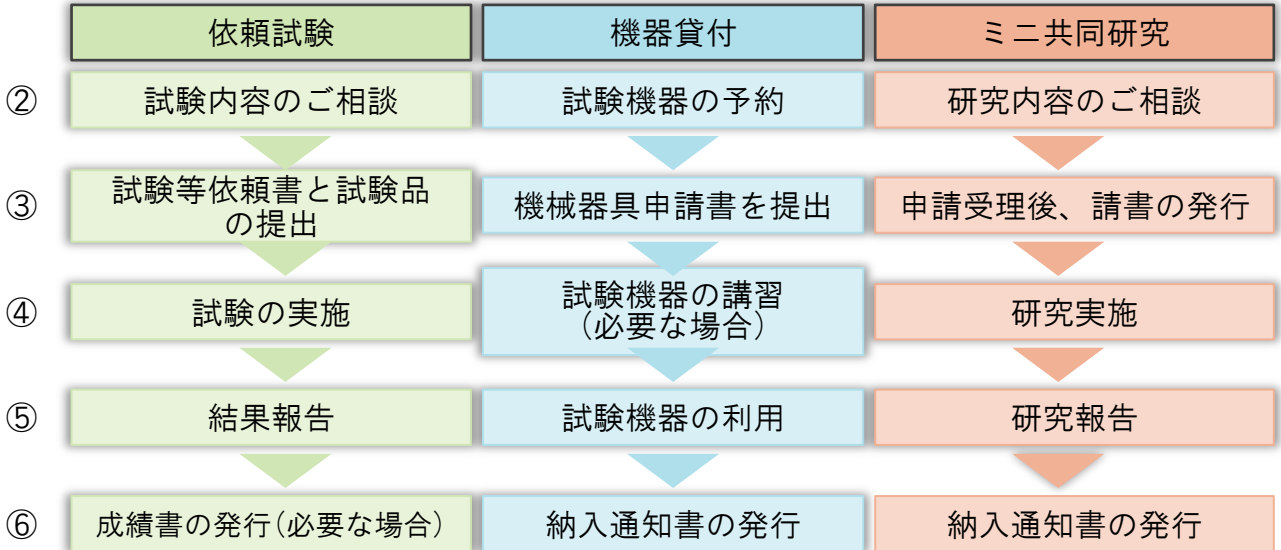 依頼試験
機器貸付
ミニ共同研究
②
試験内容のご相談
試験機器の予約
研究内容のご相談
③
試験等依頼書と試験品
の提出
機械器具申請書を提出
申請受理後、請書の発行
④
試験の実施
試験機器の講習
(必要な場合)
研究実施
⑤
結果報告
試験機器の利用
研究報告
⑥
成績書の発行(必要な場合)
納入通知書の発行
納入通知書の発行